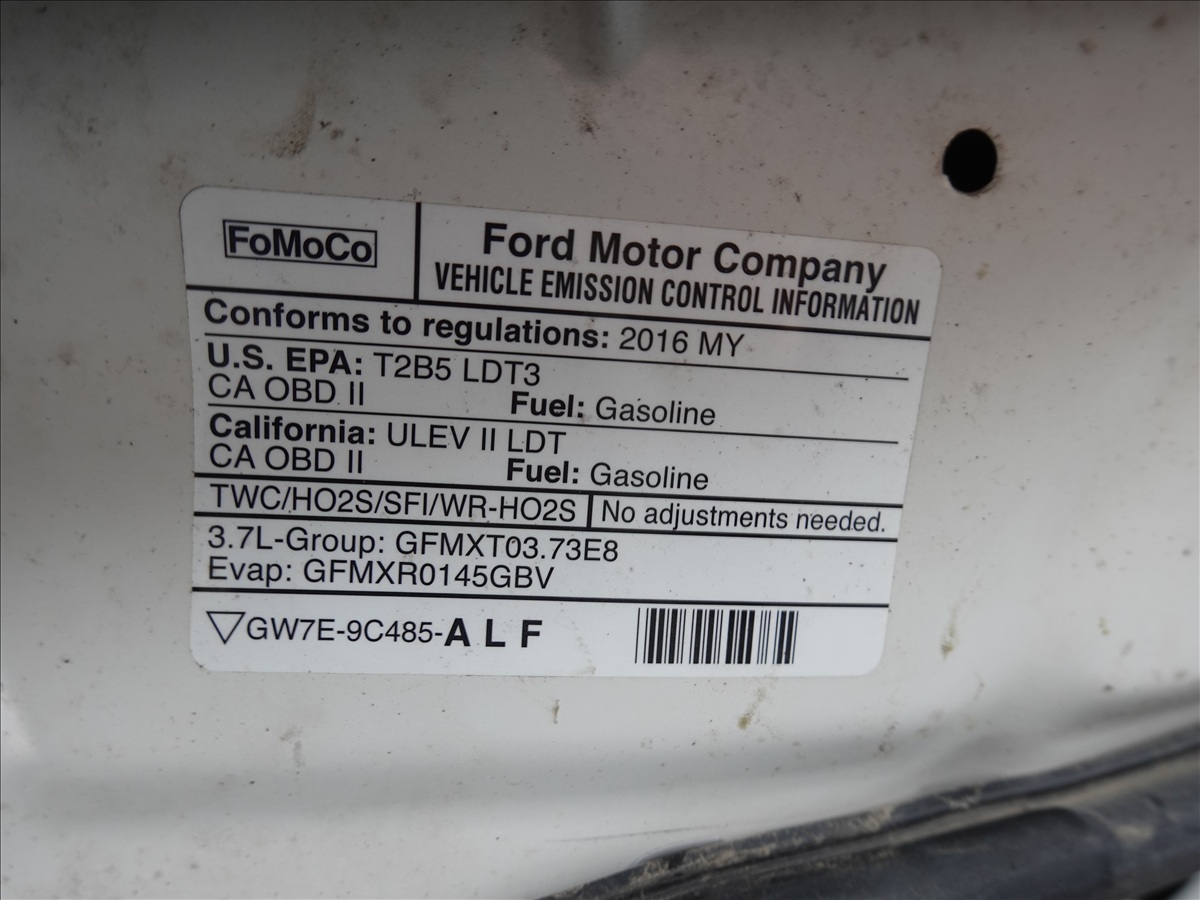 FoMoCo
Ford Motor Company
VEHICLE EMISSION CONTROL INFORMATION
Conforms to regulations: 2016 MY
U.S. EPA: T2B5 LDT3
CA OBD II Fuel: Gasoline
California: ULEV II LDT
CA OBD II Fuel: Gasoline
TWC/HO2S/SFI/WR-HO2S No adjustments needed.
3.7L-Group: GFMXT03.73E8
Evap: GFMXR0145GBV
GW7E-9C485-A L F